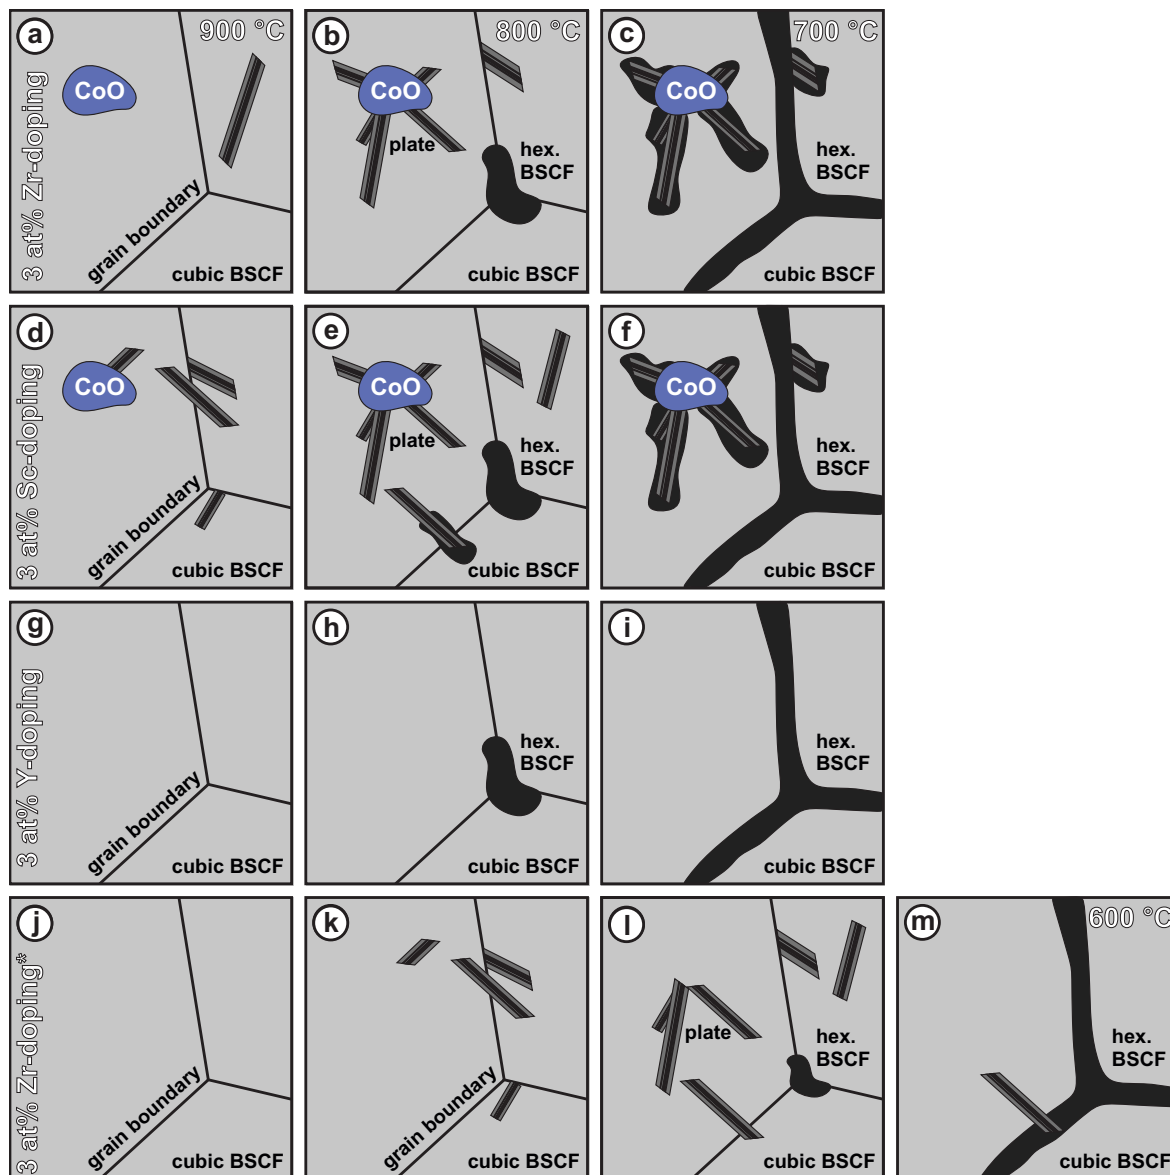 a
900 °C
CoO
3 at% Zr-doping
grain boundary
cubic BSCF
b
800 °C
CoO
plate
hex.
BSCF
cubic BSCF
c
700 °C
CoO
hex.
BSCF
cubic BSCF
d
CoO
3 at% Sc-doping
grain boundary
cubic BSCF
e
CoO
plate
hex.
BSCF
cubic BSCF
f
CoO
hex.
BSCF
cubic BSCF
g
3 at% Y-doping
grain boundary
cubic BSCF
h
hex.
BSCF
cubic BSCF
i
hex.
BSCF
cubic BSCF
j
3 at% Zr-doping*
grain boundary
cubic BSCF
k
grain boundary
cubic BSCF
l
plate
hex.
BSCF
cubic BSCF
m
600 °C
hex.
BSCF
cubic BSCF